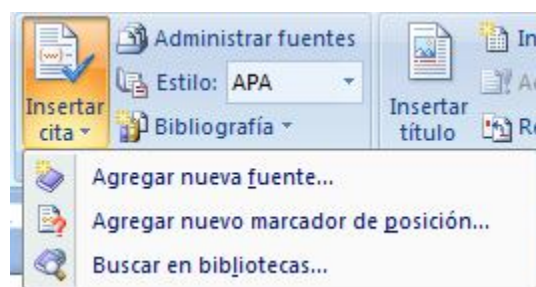 Administrar fuentes
Estilo: APA
Insertar cita
Bibliografía
Insertar título
Agregar nueva fuente...
Agregar nuevo marcador de posición...
Buscar en bibliotecas...